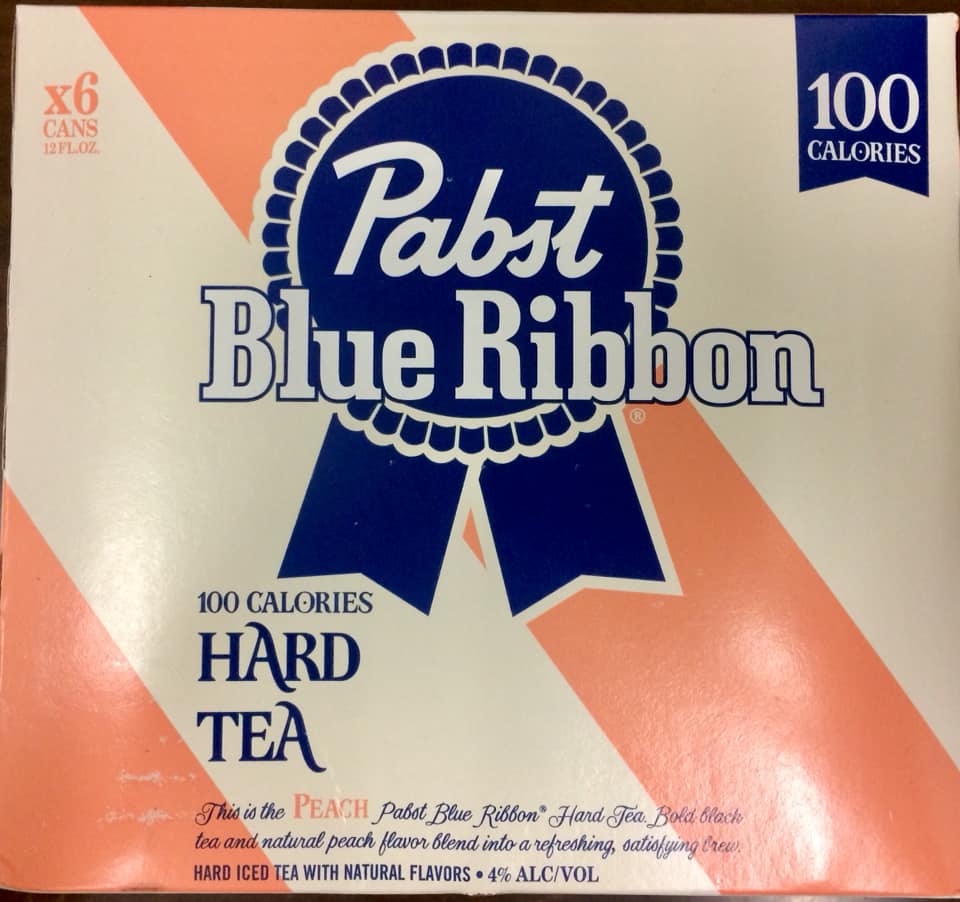 x6
CANS
12 FL.OZ.
100
CALORIES
Pabst
Blue Ribbon®
100 CALORIES
HARD
TEA
This is the PEACH Pabst Blue Ribbon® Hard Tea. Bold black
tea and natural peach flavor blend into a refreshing, satisfying brew.
HARD ICED TEA WITH NATURAL FLAVORS • 4% ALC/VOL